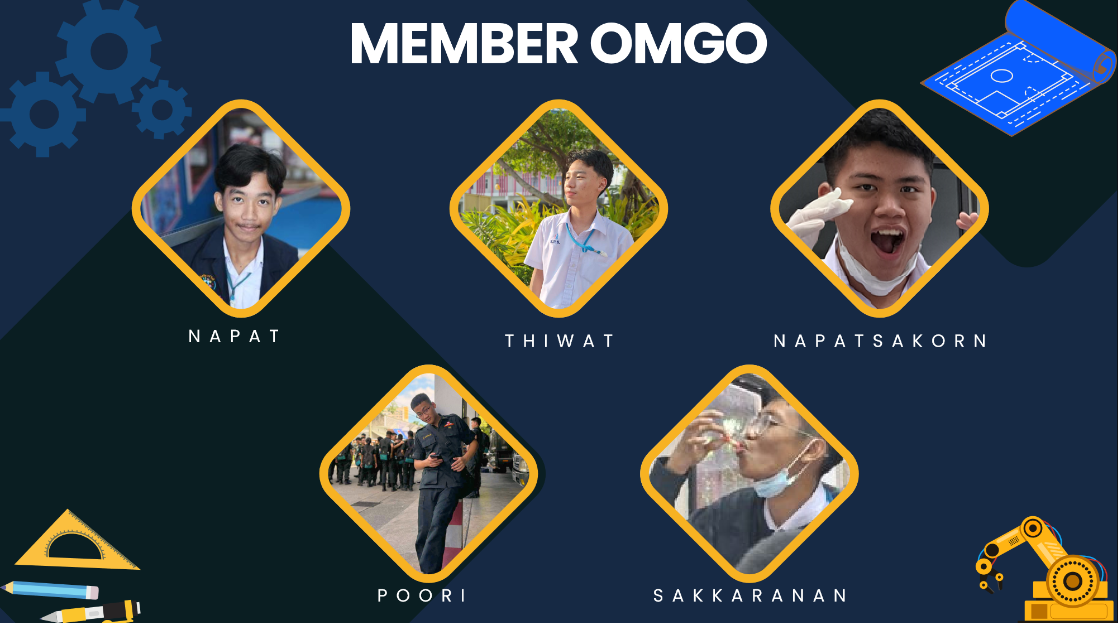 MEMBER OMGO
NAPAT
THIWAT
NAPATSAKORN
POORI
SAKKARANAN